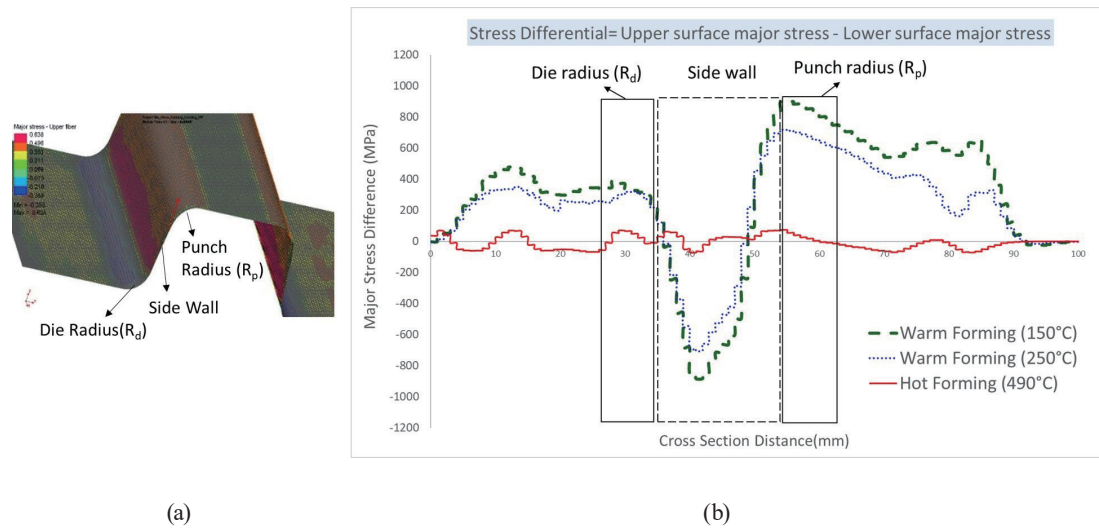 Major stress - Upper fiber
Punch
Radius (Rp)
Side Wall
Die Radius(Rd)
(a)
Stress Differential= Upper surface major stress - Lower surface major stress
Die radius (Rd)
Side wall
Punch radius (Rp)
Major Stress Difference (MPa)
1200
1000
800
600
400
200
0
-200
-400
-600
-800
-1000
-1200
0 10 20 30 40 50 60 70 80 90 100
Warm Forming (150°C)
Warm Forming (250°C)
Hot Forming (490°C)
Cross Section Distance(mm)
(b)